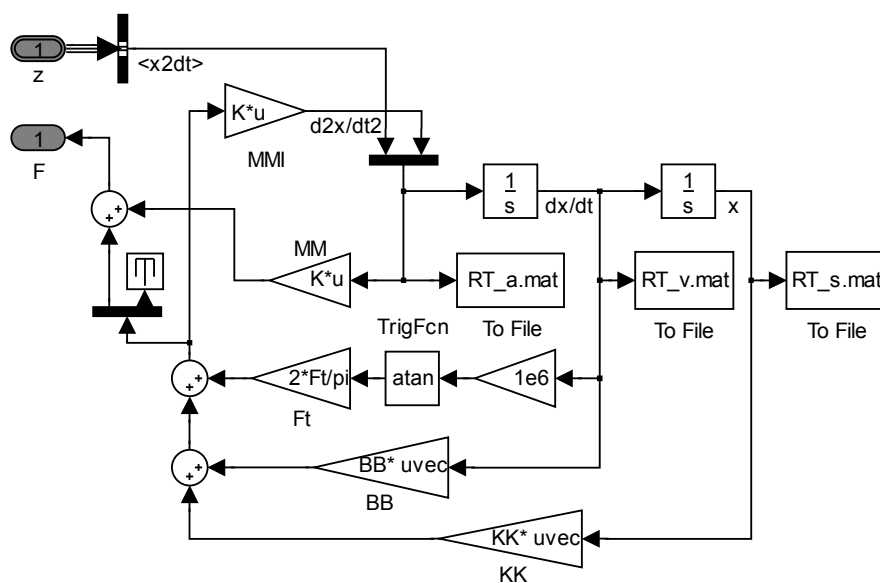 1
z
<x2dt>
K*u
d2x/dt2
MMI
1
F
+
+
1
s
dx/dt
1
s
x
MM
K*u
RT_a.mat
RT_v.mat
RT_s.mat
TrigFcn
To File
To File
To File
+
+
2*Ft/pi
atan
1e6
Ft
+
+
BB* uvec
BB
KK* uvec
KK